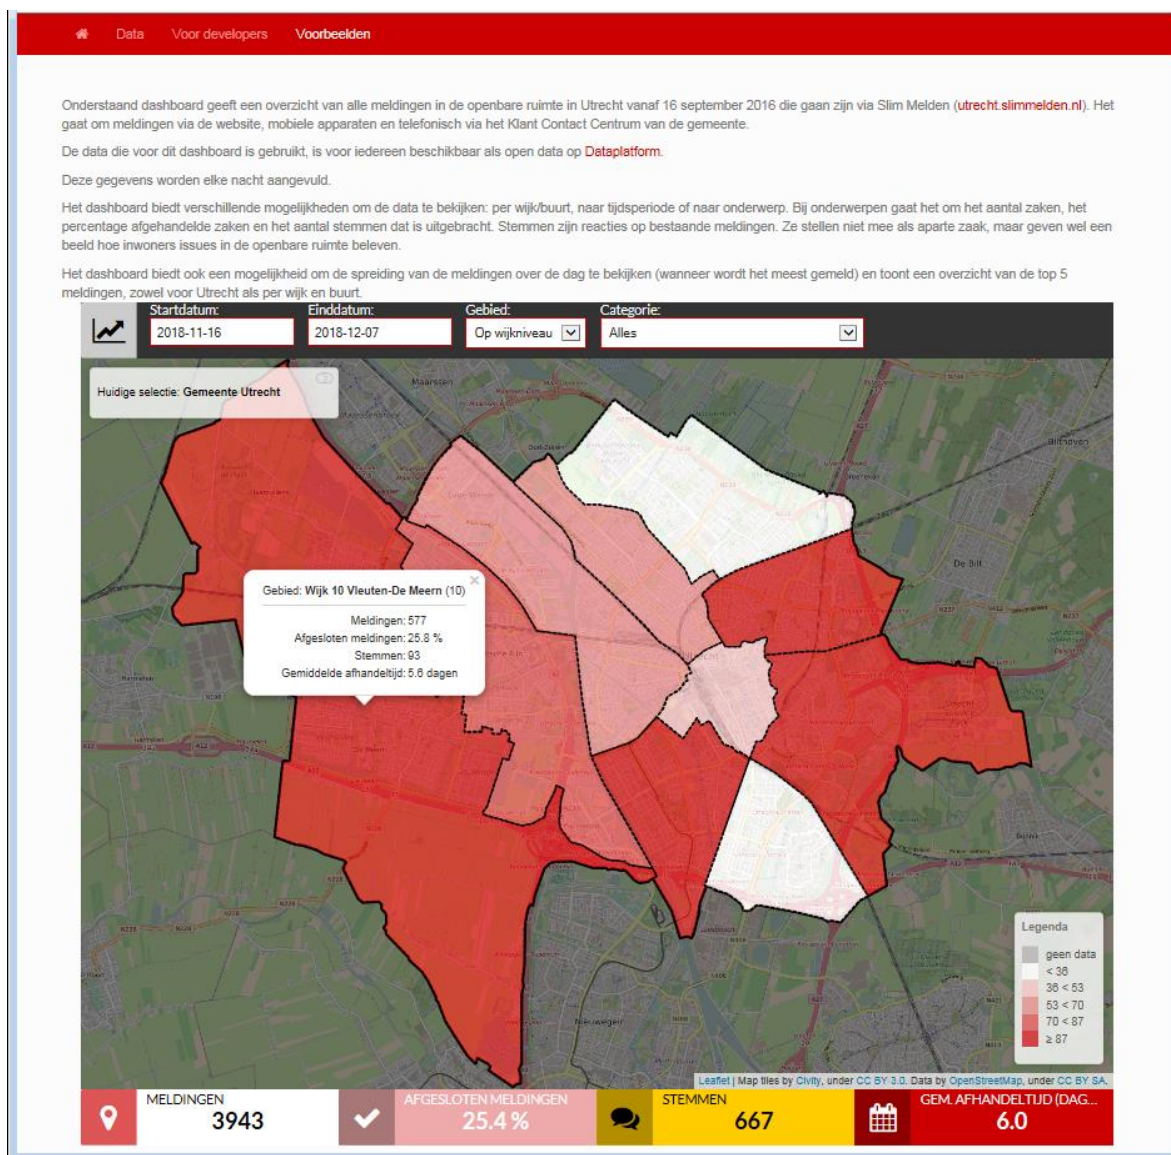 Data Voor developers Voorbeelden
Onderstaand dashboard geeft een overzicht van alle meldingen in de openbare ruimte in Utrecht vanaf 16 september 2016 die gaan zijn via Slim Melden (utrecht.slimmelden.nl). Het
gaat om meldingen via de website, mobiele apparaten en telefonisch via het Klant Contact Centrum van de gemeente.
De data die voor dit dashboard is gebruikt, is voor iedereen beschikbaar als open data op Dataplatform.
Deze gegevens worden elke nacht aangevuld.
Het dashboard biedt verschillende mogelijkheden om de data te bekijken: per wijk/buurt, naar tijdsperiode of naar onderwerp. Bij onderwerpen gaat het om het aantal zaken, het
percentage afgehandelde zaken en het aantal stemmen dat is uitgebracht. Stemmen zijn reacties op bestaande meldingen. Ze stellen niet mee als aparte zaak, maar geven wel een
beeld hoe inwoners issues in de openbare ruimte beleven.
Het dashboard biedt ook een mogelijkheid om de spreiding van de meldingen over de dag te bekijken (wanneer wordt het meest gemeld) en toont een overzicht van de top 5
meldingen, zowel voor Utrecht als per wijk en buurt.
Startdatum: Einddatum: Gebied: Categorie:
2018-11-16 2018-12-07 Op wijkniveau Alles
Huidige selectie: Gemeente Utrecht
Maarssen
Bilthoven
De Bilt
Gebied: Wijk 10 Vleuten-De Meern (10)
Meldingen: 577
Afgesloten meldingen: 25.8 %
Stemmen: 93
Gemiddelde afhandeltijd: 5.6 dagen
De Meern
A12
Nieuwegein
Legenda
geen data
< 36
36 < 53
53 < 70
70 < 87
≥ 87
Leaflet | Map tiles by Civity, under CC BY 3.0. Data by OpenStreetMap, under CC BY SA.
MELDINGEN AFGESLOTEN MELDINGEN STEMMEN GEM. AFHANDELTIJD (DAG...
3943 25.4 % 667 6.0